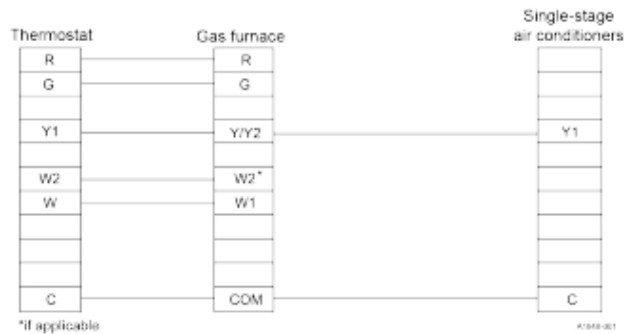 Single-stage
Thermostat Gas furnace air conditioners
R R
G G
Y1 Y/Y2 Y1
W2 W2*
W W1
C COM C
*if applicable